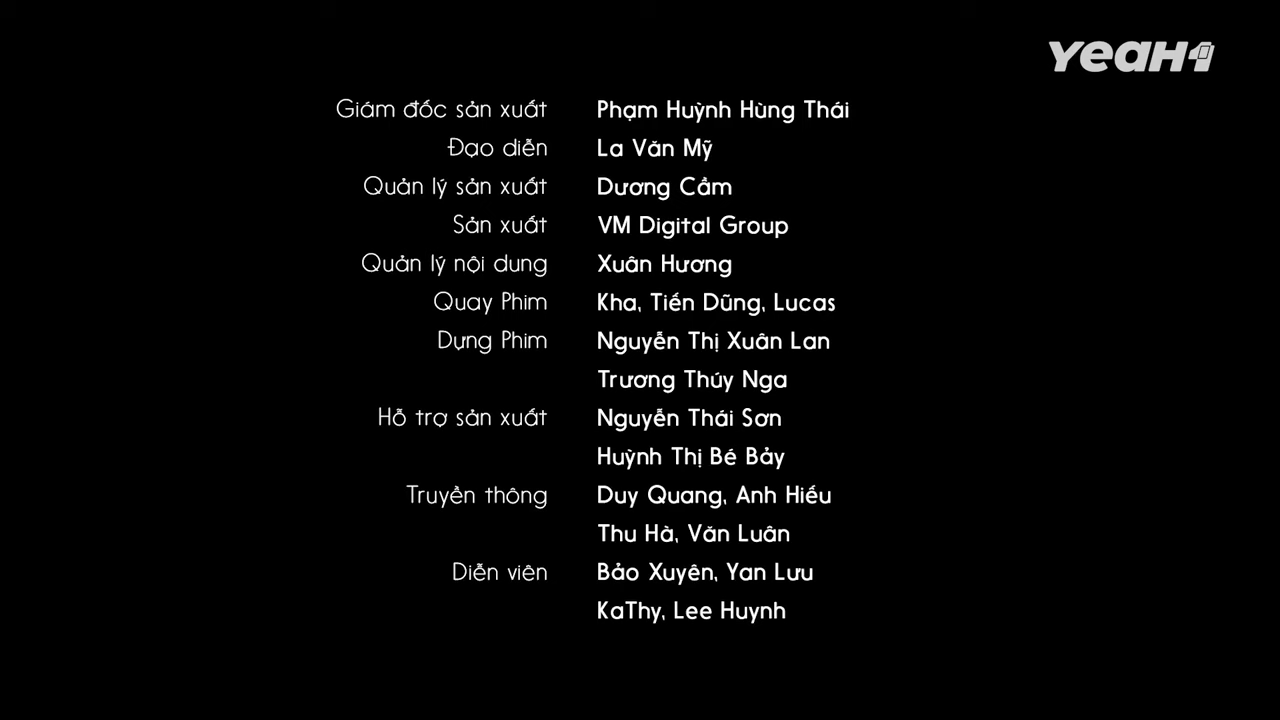 YEAH1
Giám đốc sản xuất Phạm Huỳnh Hùng Thái
Đạo diễn La Văn Mỹ
Quản lý sản xuất Dương Cầm
Sản xuất VM Digital Group
Quản lý nội dung Xuân Hương
Quay Phim Kha, Tiến Dũng, Lucas
Dựng Phim Nguyễn Thị Xuân Lan
Trương Thúy Nga
Hỗ trợ sản xuất Nguyễn Thái Sơn
Huỳnh Thị Bé Bảy
Truyền thông Duy Quang, Anh Hiếu
Thu Hà, Văn Luân
Diễn viên Bảo Xuyên, Yan Lưu
KaThy, Lee Huynh